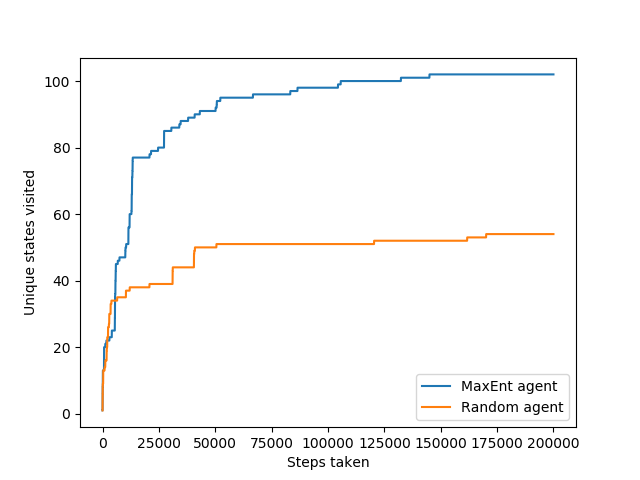 100
80
60
40
20
0
Unique states visited
0 25000 50000 75000 100000 125000 150000 175000 200000
Steps taken
MaxEnt agent
Random agent